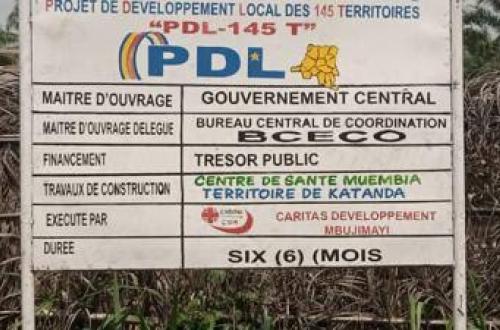 PROJET DE DEVELOPPEMENT LOCAL DES 145 TERRITOIRES
"PDL-145 T"
PDL
MAITRE D'OUVRAGE GOUVERNEMENT CENTRAL
MAITRE D'OUVRAGE DELEGUE BUREAU CENTRAL DE COORDINATION
BCECO
FINANCEMENT TRESOR PUBLIC
TRAVAUX DE CONSTRUCTION CENTRE DE SANTE MUEMBIA
TERRITOIRE DE KATANDA
EXECUTE PAR CARITAS DEVELOPPEMENT
MBUJIMAYI
DUREE SIX (6) (MOIS